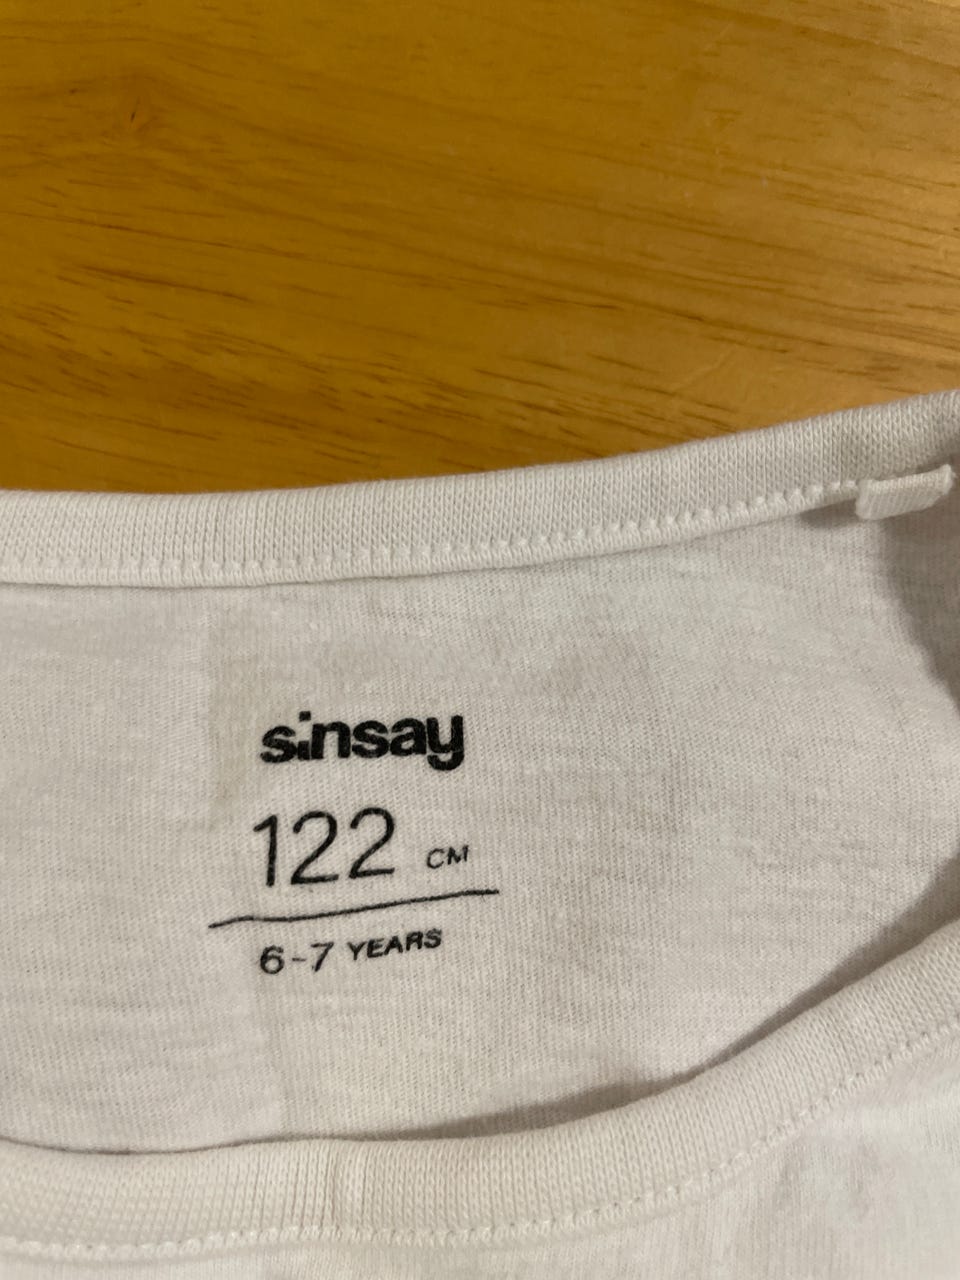 sinsay
122 CM
6-7 YEARS